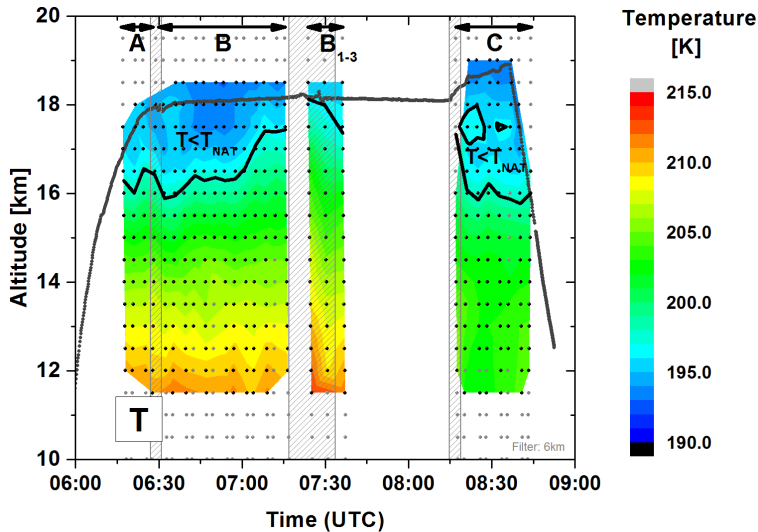 Temperature
[K]
A
B
B
1-3
C
20
18
16
14
12
10
Altitude [km]
T<T NAT
T<T NAT
T
Filter: 6km
06:00
06:30
07:00
07:30
08:00
08:30
09:00
Time (UTC)
215.0
210.0
205.0
200.0
195.0
190.0